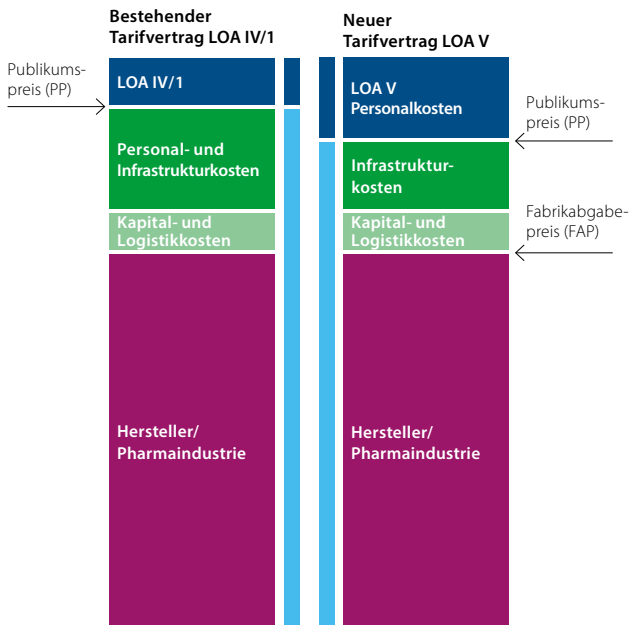 Bestehender
Tarifvertrag LOA IV/1
Neuer
Tarifvertrag LOA V
Publikums-
preis (PP)
LOA IV/1
Personal- und
Infrastrukturkosten
Kapital- und
Logistikkosten
Hersteller/
Pharmaindustrie
LOA V
Personalkosten
Infrastruktur-
kosten
Kapital- und
Logistikkosten
Hersteller/
Pharmaindustrie
Publikums-
preis (PP)
Fabrikabgabe-
preis (FAP)